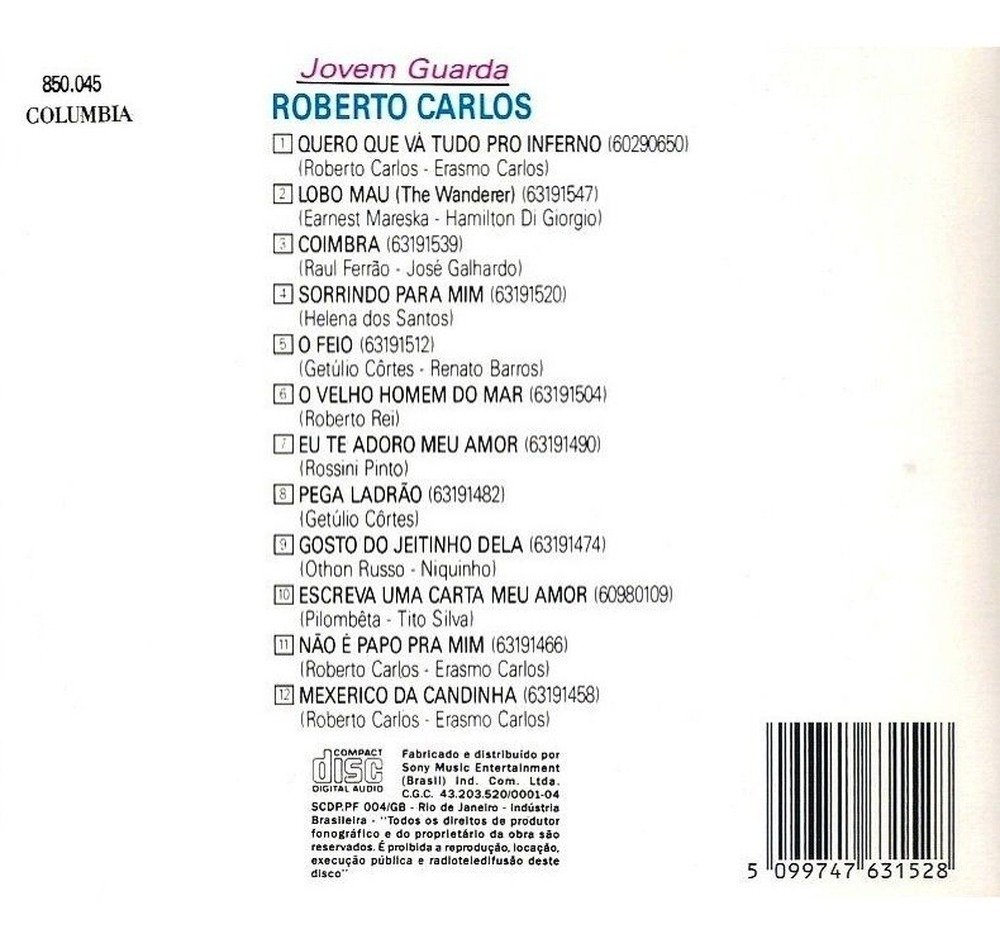 850.045
COLUMBIA
Jovem Guarda
ROBERTO CARLOS
1 QUERO QUE VÁ TUDO PRO INFERNO (60290650)
(Roberto Carlos - Erasmo Carlos)
2 LOBO MAU (The Wanderer) (63191547)
(Earnest Mareska - Hamilton Di Giorgio)
3 COIMBRA (63191539)
(Raul Ferrão - José Galhardo)
4 SORRINDO PARA MIM (63191520)
(Helena dos Santos)
5 O FEIO (63191512)
(Getúlio Côrtes - Renato Barros)
6 O VELHO HOMEM DO MAR (63191504)
(Roberto Rei)
7 EU TE ADORO MEU AMOR (63191490)
(Rossini Pinto)
8 PEGA LADRÃO (63191482)
(Getúlio Côrtes)
9 GOSTO DO JEITINHO DELA (63191474)
(Othon Russo - Niquinho)
10 ESCREVA UMA CARTA MEU AMOR (60980109)
(Pilombêta - Tito Silva)
11 NÃO É PAPO PRA MIM (63191466)
(Roberto Carlos - Erasmo Carlos)
12 MEXERICO DA CANDINHA (63191458)
(Roberto Carlos - Erasmo Carlos)
COMPACT
disc
DIGITAL AUDIO
Fabricado e distribuído por
Sony Music Entertainment
(Brasil) Ind. Com. Ltda.
C.G.C. 43.203.520/0001-04
SCDP.PF 004/GB - Rio de Janeiro - Indústria
Brasileira - "Todos os direitos de produtor
fonográfico e do proprietário da obra são
reservados. É proibida a reprodução, locação,
execução pública e radioteledifusão deste
disco"
5 099747 631528